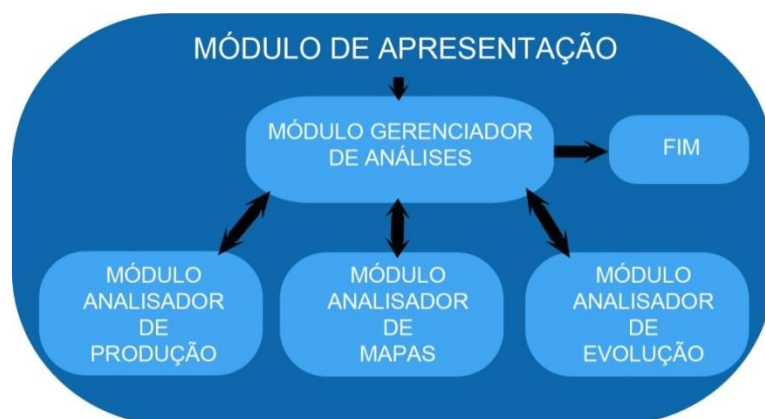 MÓDULO DE APRESENTAÇÃO
MÓDULO GERENCIADOR
DE ANÁLISES
FIM
MÓDULO
ANALISADOR
DE
PRODUÇÃO
MÓDULO
ANALISADOR
DE
MAPAS
MÓDULO
ANALISADOR
DE
EVOLUÇÃO